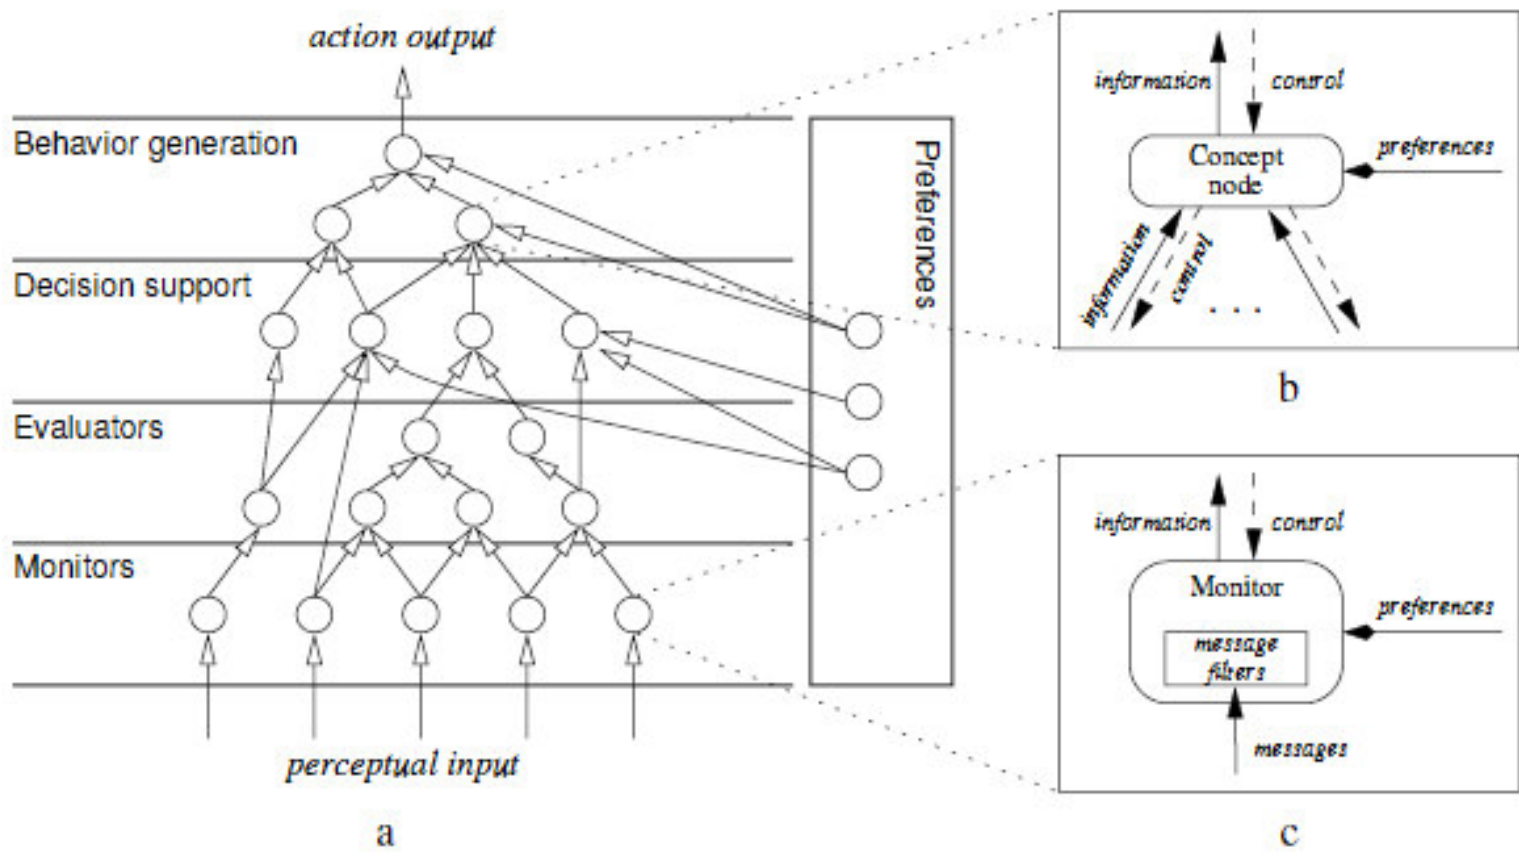 action output
Behavior generation
Decision support
Evaluators
Monitors
perceptual input
Preferences
a
information
control
Concept
node
preferences
information
control
. . .
b
information
control
Monitor
preferences
message
filters
messages
c